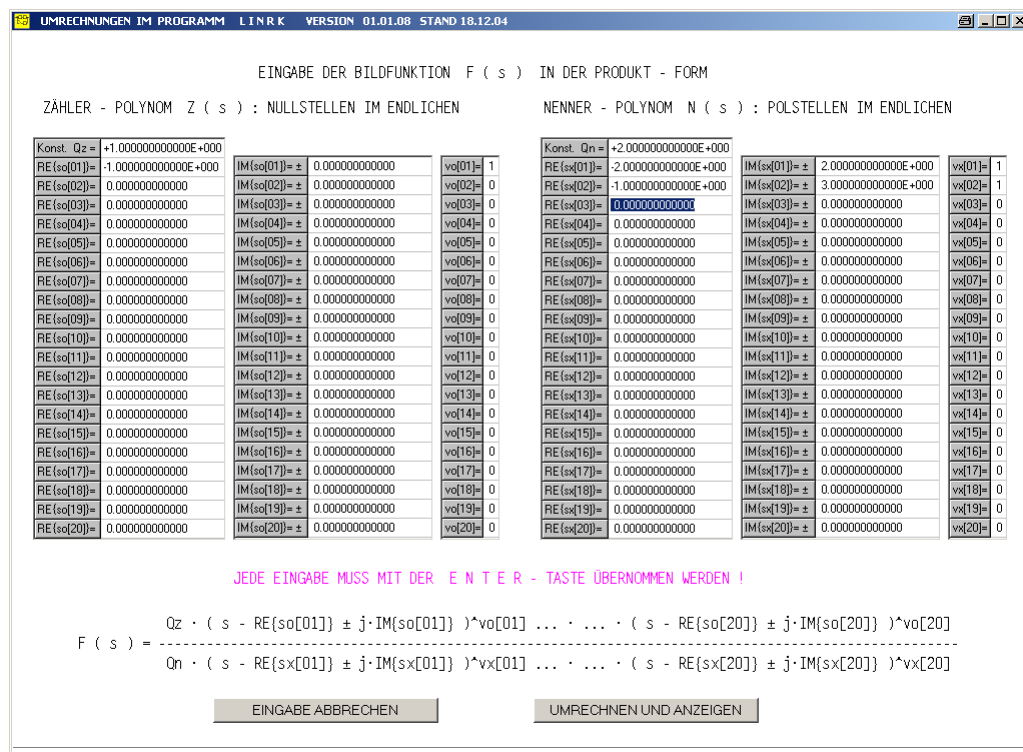 UMRECHNUNGEN IM PROGRAMM L I N R K VERSION 01.01.08 STAND 18.12.04
EINGABE DER BILDFUNKTION F ( s ) IN DER PRODUKT - FORM
ZÄHLER - POLYNOM Z ( s ) : NULLSTELLEN IM ENDLICHEN NENNER - POLYNOM N ( s ) : POLSTELLEN IM ENDLICHEN
Konst. Qz = +1.000000000000E+000 Konst. Qn = +2.000000000000E+000
RE{so[01]}= -1.000000000000E+000 IM{so[01]= ± 0.000000000000 vo[01]= 1 RE{sx[01]}= -2.000000000000E+000 IM{sx[01]= ± 2.000000000000E+000 vx[01]= 1
RE{so[02]}= 0.000000000000 IM{so[02]= ± 0.000000000000 vo[02]= 0 RE{sx[02]}= -1.000000000000E+000 IM{sx[02]= ± 3.000000000000E+000 vx[02]= 1
RE{so[03]}= 0.000000000000 IM{so[03]= ± 0.000000000000 vo[03]= 0 RE{sx[03]}= 0.000000000000 IM{sx[03]= ± 0.000000000000 vx[03]= 0
RE{so[04]}= 0.000000000000 IM{so[04]= ± 0.000000000000 vo[04]= 0 RE{sx[04]}= 0.000000000000 IM{sx[04]= ± 0.000000000000 vx[04]= 0
RE{so[05]}= 0.000000000000 IM{so[05]= ± 0.000000000000 vo[05]= 0 RE{sx[05]}= 0.000000000000 IM{sx[05]= ± 0.000000000000 vx[05]= 0
RE{so[06]}= 0.000000000000 IM{so[06]= ± 0.000000000000 vo[06]= 0 RE{sx[06]}= 0.000000000000 IM{sx[06]= ± 0.000000000000 vx[06]= 0
RE{so[07]}= 0.000000000000 IM{so[07]= ± 0.000000000000 vo[07]= 0 RE{sx[07]}= 0.000000000000 IM{sx[07]= ± 0.000000000000 vx[07]= 0
RE{so[08]}= 0.000000000000 IM{so[08]= ± 0.000000000000 vo[08]= 0 RE{sx[08]}= 0.000000000000 IM{sx[08]= ± 0.000000000000 vx[08]= 0
RE{so[09]}= 0.000000000000 IM{so[09]= ± 0.000000000000 vo[09]= 0 RE{sx[09]}= 0.000000000000 IM{sx[09]= ± 0.000000000000 vx[09]= 0
RE{so[10]}= 0.000000000000 IM{so[10]= ± 0.000000000000 vo[10]= 0 RE{sx[10]}= 0.000000000000 IM{sx[10]= ± 0.000000000000 vx[10]= 0
RE{so[11]}= 0.000000000000 IM{so[11]= ± 0.000000000000 vo[11]= 0 RE{sx[11]}= 0.000000000000 IM{sx[11]= ± 0.000000000000 vx[11]= 0
RE{so[12]}= 0.000000000000 IM{so[12]= ± 0.000000000000 vo[12]= 0 RE{sx[12]}= 0.000000000000 IM{sx[12]= ± 0.000000000000 vx[12]= 0
RE{so[13]}= 0.000000000000 IM{so[13]= ± 0.000000000000 vo[13]= 0 RE{sx[13]}= 0.000000000000 IM{sx[13]= ± 0.000000000000 vx[13]= 0
RE{so[14]}= 0.000000000000 IM{so[14]= ± 0.000000000000 vo[14]= 0 RE{sx[14]}= 0.000000000000 IM{sx[14]= ± 0.000000000000 vx[14]= 0
RE{so[15]}= 0.000000000000 IM{so[15]= ± 0.000000000000 vo[15]= 0 RE{sx[15]}= 0.000000000000 IM{sx[15]= ± 0.000000000000 vx[15]= 0
RE{so[16]}= 0.000000000000 IM{so[16]= ± 0.000000000000 vo[16]= 0 RE{sx[16]}= 0.000000000000 IM{sx[16]= ± 0.000000000000 vx[16]= 0
RE{so[17]}= 0.000000000000 IM{so[17]= ± 0.000000000000 vo[17]= 0 RE{sx[17]}= 0.000000000000 IM{sx[17]= ± 0.000000000000 vx[17]= 0
RE{so[18]}= 0.000000000000 IM{so[18]= ± 0.000000000000 vo[18]= 0 RE{sx[18]}= 0.000000000000 IM{sx[18]= ± 0.000000000000 vx[18]= 0
RE{so[19]}= 0.000000000000 IM{so[19]= ± 0.000000000000 vo[19]= 0 RE{sx[19]}= 0.000000000000 IM{sx[19]= ± 0.000000000000 vx[19]= 0
RE{so[20]}= 0.000000000000 IM{so[20]= ± 0.000000000000 vo[20]= 0 RE{sx[20]}= 0.000000000000 IM{sx[20]= ± 0.000000000000 vx[20]= 0
JEDE EINGABE MUSS MIT DER E N T E R - TASTE ÜBERNOMMEN WERDEN !
Qz · ( s - RE{so[01]} ± j·IM{so[01]} )^vo[01] ... · ... · ( s - RE{so[20]} ± j·IM{so[20]} )^vo[20]
F ( s ) = ------------------------------------------------------------
Qn · ( s - RE{sx[01]} ± j·IM{sx[01]} )^vx[01] ... · ... · ( s - RE{sx[20]} ± j·IM{sx[20]} )^vx[20]
EINGABE ABBRECHEN UMRECHNEN UND ANZEIGEN